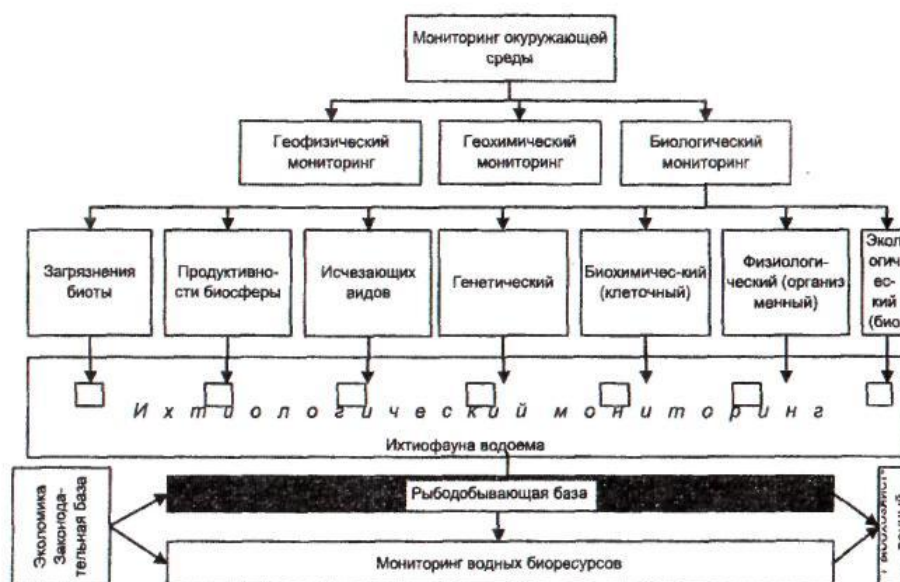 Мониторинг окуружающей
среды
Геофизический
мониторинг
Геохимический
мониторинг
Биологический
мониторинг
Загрязнения
биоты
Продуктивно-
сти биосферы
Исчезающих
видов
Генетический
Биохимичес-кий
(клеточный)
Физиологи-
ческий (организ
менный)
Экол
огич
ес-
кий
(био
Ихтиологический мониторинг
Ихтиофауна водоема
Эколомика
Законода-
тельная база
Рыбодобывающая база
Мониторинг водных биоресурсов